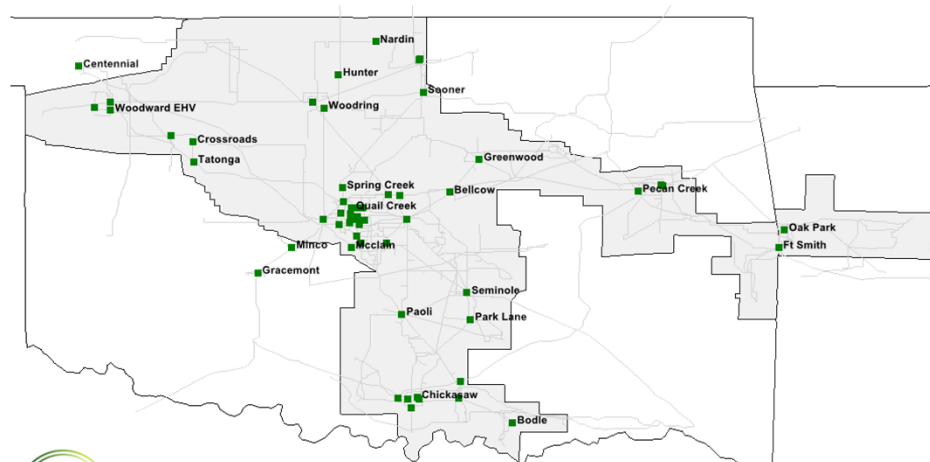 Nardin
Centennial
Hunter
Sooner
Woodward EHV
Woodring
Crossroads
Greenwood
Tatonga
Spring Creek
Bellcow
Pecan Creek
Quail Creek
Oak Park
Minco
Mcclain
Ft Smith
Gracemont
Seminole
Paoli
Park Lane
Chickasaw
Bodle